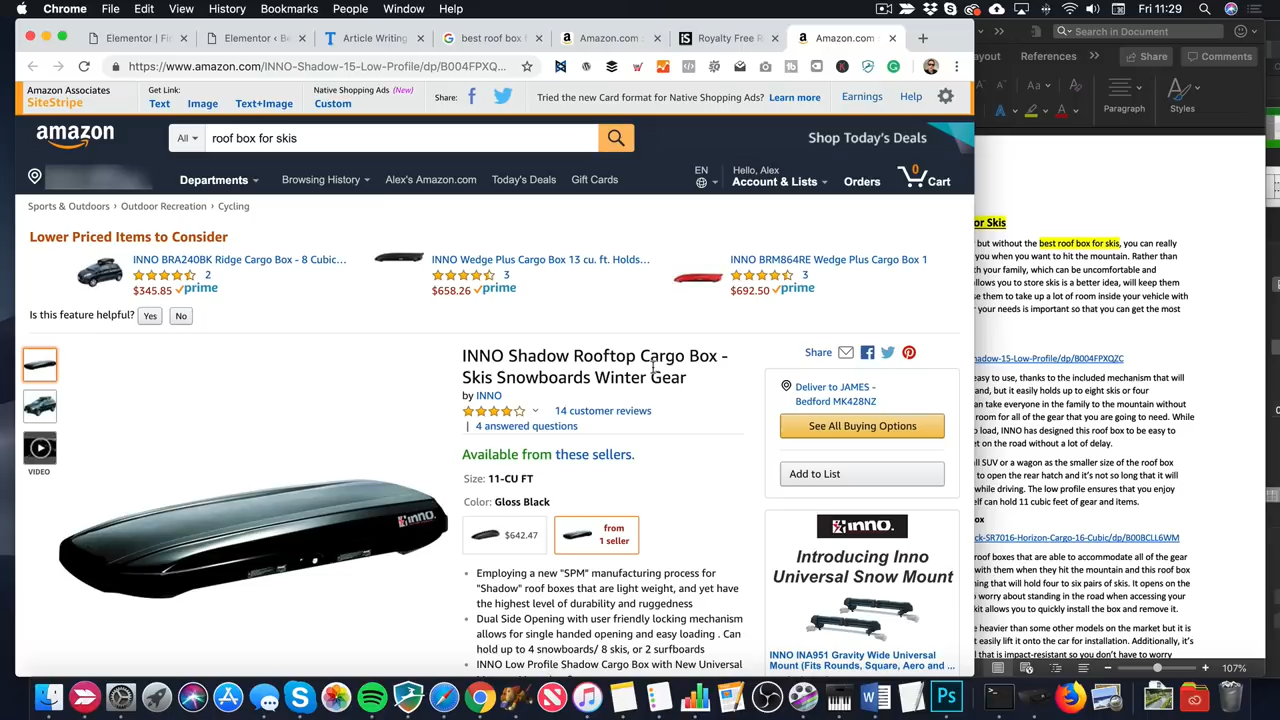 Chrome File Edit View History Bookmarks People Window Help
Fri 11:29
Elementor | Fi
Elementor ‹ Be
Article Writing
best roof box f
Amazon.com
Royalty Free R
Amazon.com
https://www.amazon.com/INNO-Shadow-15-Low-Profile/dp/B004FPXQ...
Amazon Associates
SiteStripe
Get Link:
Text Image Text+Image
Native Shopping Ads (New)
Custom
Share:
Tried the new Card format for Native Shopping Ads? Learn more
Earnings Help
amazon
All
roof box for skis
Shop Today's Deals
Departments
Browsing History
Alex's Amazon.com
Today's Deals
Gift Cards
EN
Hello, Alex
Account & Lists
Orders
0
Cart
Sports & Outdoors › Outdoor Recreation › Cycling
Lower Priced Items to Consider
INNO BRA240BK Ridge Cargo Box - 8 Cubic…
2
$345.85 prime
INNO Wedge Plus Cargo Box 13 cu. ft. Holds…
3
$658.26 prime
INNO BRM864RE Wedge Plus Cargo Box 1
3
$692.50 prime
Is this feature helpful? Yes No
VIDEO
INNO
INNO Shadow Rooftop Cargo Box -
Skis Snowboards Winter Gear
by INNO
14 customer reviews
| 4 answered questions
Available from these sellers.
Size: 11-CU FT
Color: Gloss Black
$642.47
from
1 seller
• Employing a new "SPM" manufacturing process for
"Shadow" roof boxes that are light weight, and yet have
the highest level of durability and ruggedness
• Dual Side Opening with user friendly locking mechanism
allows for single handed opening and easy loading . Can
hold up to 4 snowboards/ 8 skis, or 2 surfboards
• INNO Low Profile Shadow Cargo Box with New Universal
Share
Deliver to JAMES -
Bedford MK428NZ
See All Buying Options
Add to List
INNO.
Introducing Inno
Universal Snow Mount
INNO INA951 Gravity Wide Universal
Mount (Fits Rounds, Square, Aero and ...
Search in Document
ayout References
Share
Comments
Aa
A
A
Paragraph
Styles
or Skis
but without the best roof box for skis, you can really
you when you want to hit the mountain. Rather than
th your family, which can be uncomfortable and
allows you to store skis is a better idea, will keep them
se them to take up a lot of room inside your vehicle with
r your needs is important so that you can get the most
hadow-15-Low-Profile/dp/B004FPXQZC
easy to use, thanks to the included mechanism that will
and, but it easily holds up to eight skis or four
can take everyone in the family to the mountain without
room for all of the gear that you are going to need. While
o load, INNO has designed this roof box to be easy to
et on the road without a lot of delay.
ll SUV or a wagon as the smaller size of the roof box
to open the rear hatch and it's not so long that it will
while driving. The low profile ensures that you enjoy
elf can hold 11 cubic feet of gear and items.
ox
ck-SR7016-Horizon-Cargo-16-Cubic/dp/B00BCLL6WM
roof boxes that are able to accommodate all of the gear
with them when they hit the mountain and this roof box
ning that will hold four to six pairs of skis. It opens on the
o worry about standing in the road when accessing your
kit allows you to quickly install the box and remove it.
e heavier than some other models on the market but it is
t easily lift it onto the car for installation. Additionally, it's
l that is impact-resistant so you don't have to worry
107%
W
Ps